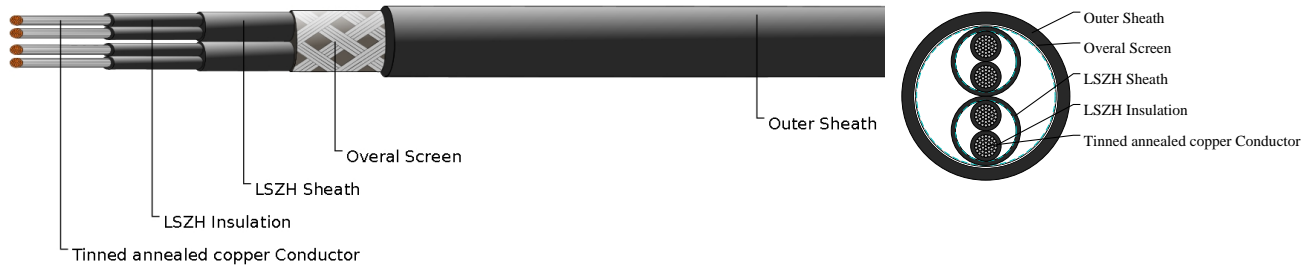 Outer Sheath
Overal Screen
LSZH Sheath
LSZH Insulation
Tinned annealed copper Conductor
Outer Sheath
Overal Screen
LSZH Sheath
LSZH Insulation
Tinned annealed copper Conductor